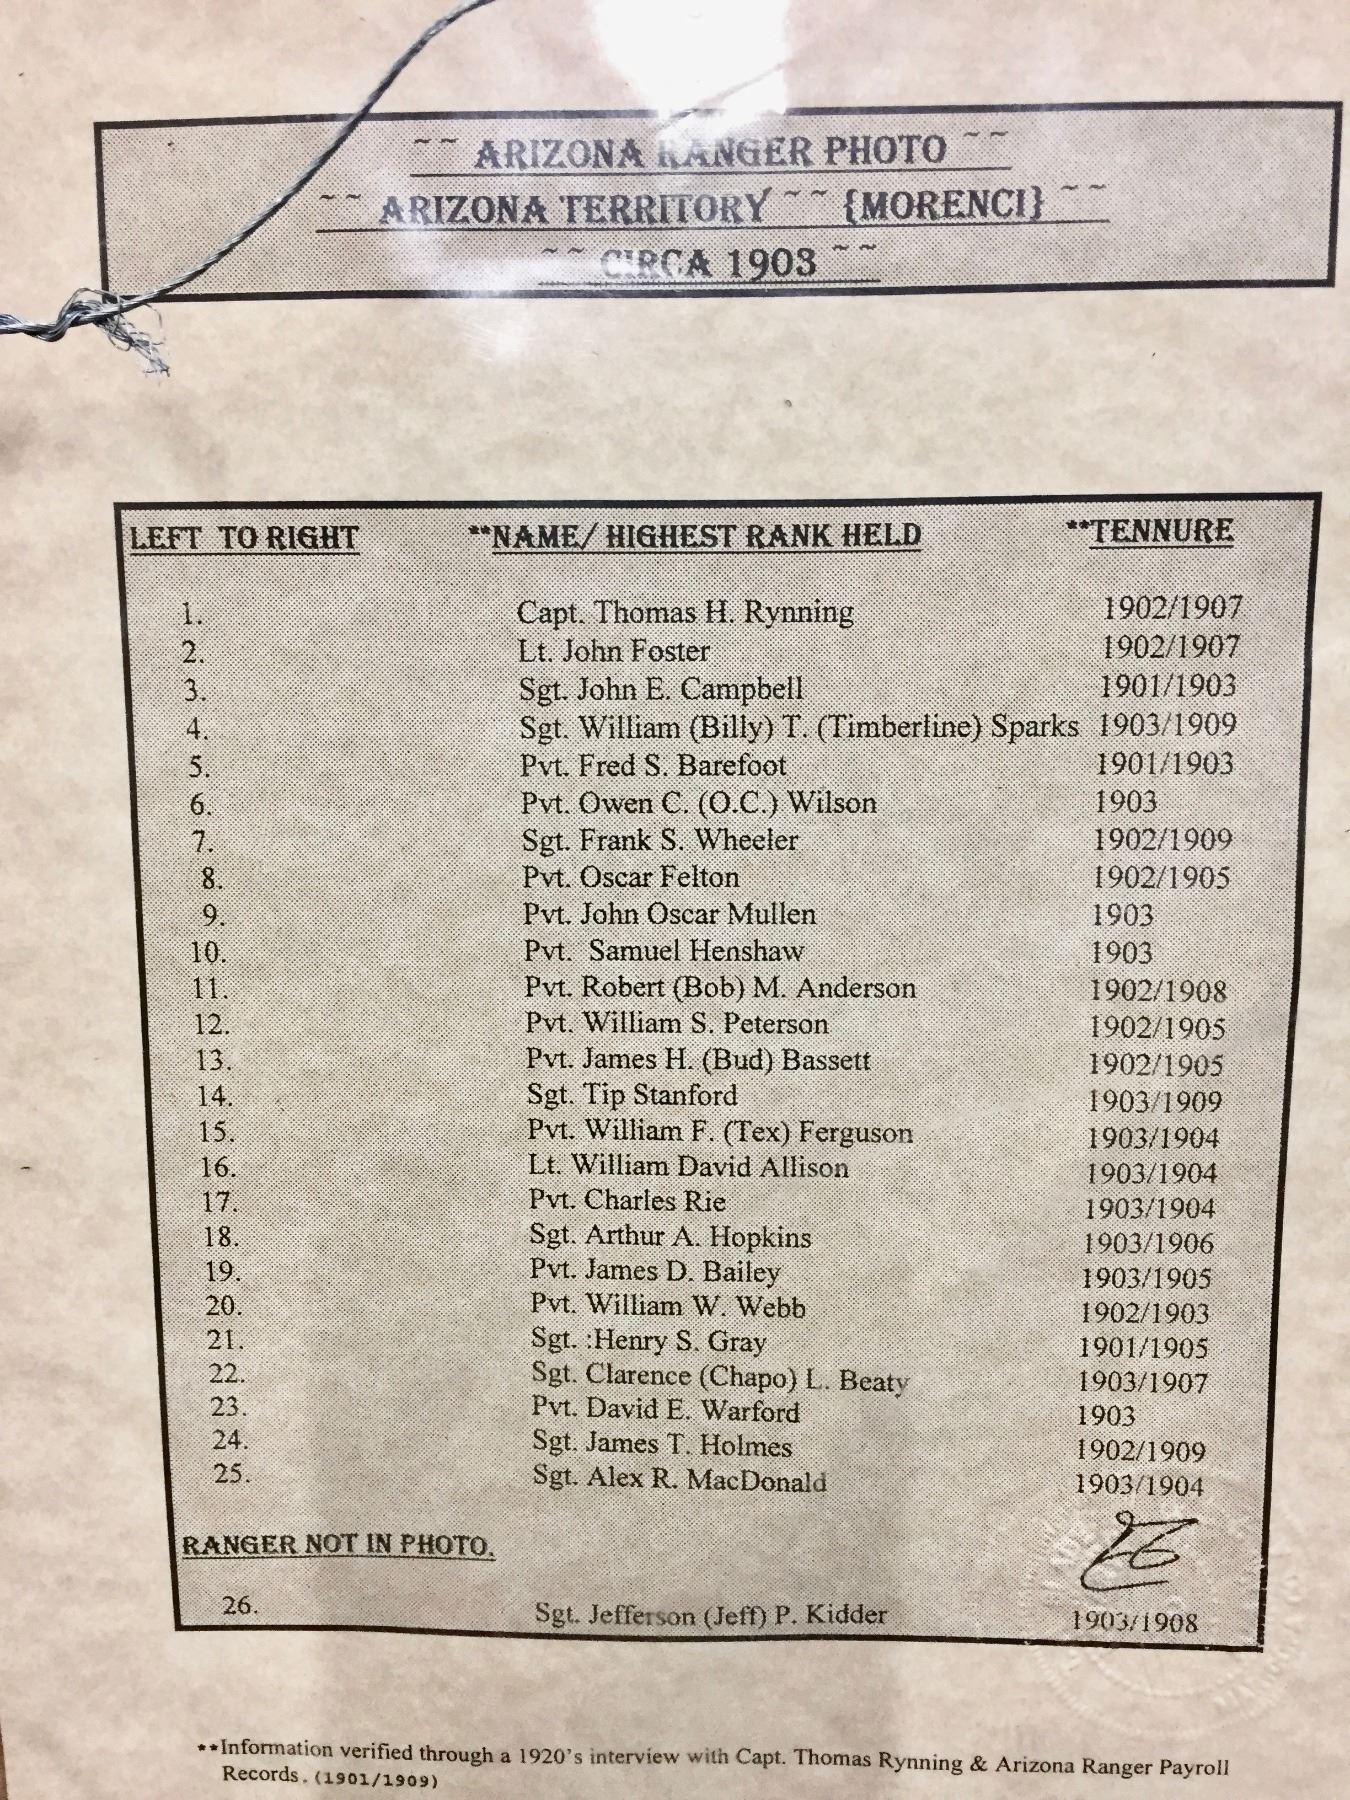 ~~ ARIZONA RANGER PHOTO ~~
~~ ARIZONA TERRITORY ~~ {MORENCI} ~~
~~ CIRCA 1903 ~~
LEFT TO RIGHT **NAME/ HIGHEST RANK HELD **TENNURE
1. Capt. Thomas H. Rynning 1902/1907
2. Lt. John Foster 1902/1907
3. Sgt. John E. Campbell 1901/1903
4. Sgt. William (Billy) T. (Timberline) Sparks 1903/1909
5. Pvt. Fred S. Barefoot 1901/1903
6. Pvt. Owen C. (O.C.) Wilson 1903
7. Sgt. Frank S. Wheeler 1902/1909
8. Pvt. Oscar Felton 1902/1905
9. Pvt. John Oscar Mullen 1903
10. Pvt. Samuel Henshaw 1903
11. Pvt. Robert (Bob) M. Anderson 1902/1908
12. Pvt. William S. Peterson 1902/1905
13. Pvt. James H. (Bud) Bassett 1902/1905
14. Sgt. Tip Stanford 1903/1909
15. Pvt. William F. (Tex) Ferguson 1903/1904
16. Lt. William David Allison 1903/1904
17. Pvt. Charles Rie 1903/1904
18. Sgt. Arthur A. Hopkins 1903/1906
19. Pvt. James D. Bailey 1903/1905
20. Pvt. William W. Webb 1902/1903
21. Sgt. :Henry S. Gray 1901/1905
22. Sgt. Clarence (Chapo) L. Beaty 1903/1907
23. Pvt. David E. Warford 1903
24. Sgt. James T. Holmes 1902/1909
25. Sgt. Alex R. MacDonald 1903/1904
RANGER NOT IN PHOTO.
26. Sgt. Jefferson (Jeff) P. Kidder 1903/1908
**Information verified through a 1920's interview with Capt. Thomas Rynning & Arizona Ranger Payroll
Records. (1901/1909)